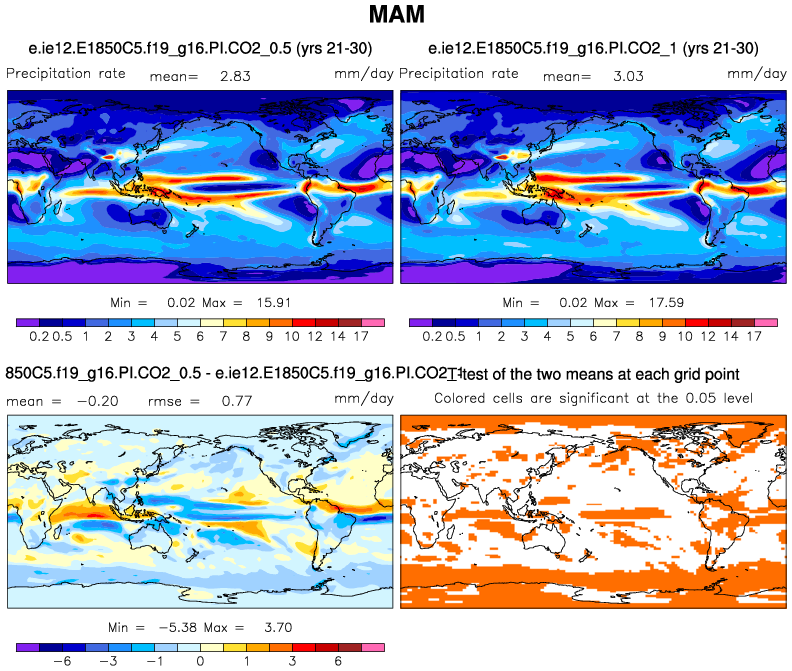 MAM
e.ie12.E1850C5.f19_g16.PI.CO2_0.5 (yrs 21-30)
e.ie12.E1850C5.f19_g16.PI.CO2_1 (yrs 21-30)
Precipitation rate mean= 2.83 mm/day
Precipitation rate mean= 3.03 mm/day
Min = 0.02 Max = 15.91
Min = 0.02 Max = 17.59
0.2 0.5 1 2 3 4 5 6 7 8 9 10 12 14 17
0.2 0.5 1 2 3 4 5 6 7 8 9 10 12 14 17
850C5.f19_g16.PI.CO2_0.5 - e.ie12.E1850C5.f19_g16.PI.CO2_1
T-test of the two means at each grid point
mean = −0.20 rmse = 0.77 mm/day
Colored cells are significant at the 0.05 level
Min = −5.38 Max = 3.70
−6 −3 −1 0 1 3 6